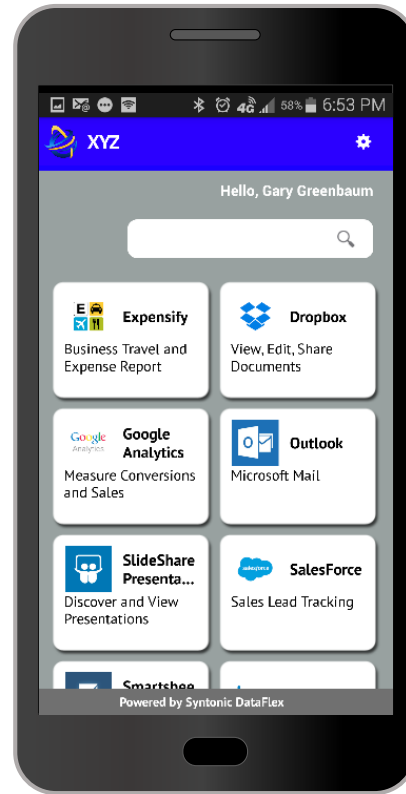 4G 58% 6:53 PM
XYZ
Hello, Gary Greenbaum
E
Expensify
Business Travel and
Expense Report
Dropbox
View, Edit, Share
Documents
Google
Analytics
Google
Analytics
Measure Conversions
and Sales
Outlook
Microsoft Mail
SlideShare
Presenta...
Discover and View
Presentations
salesforce
SalesForce
Sales Lead Tracking
Smartshee
Powered by Syntonic DataFlex